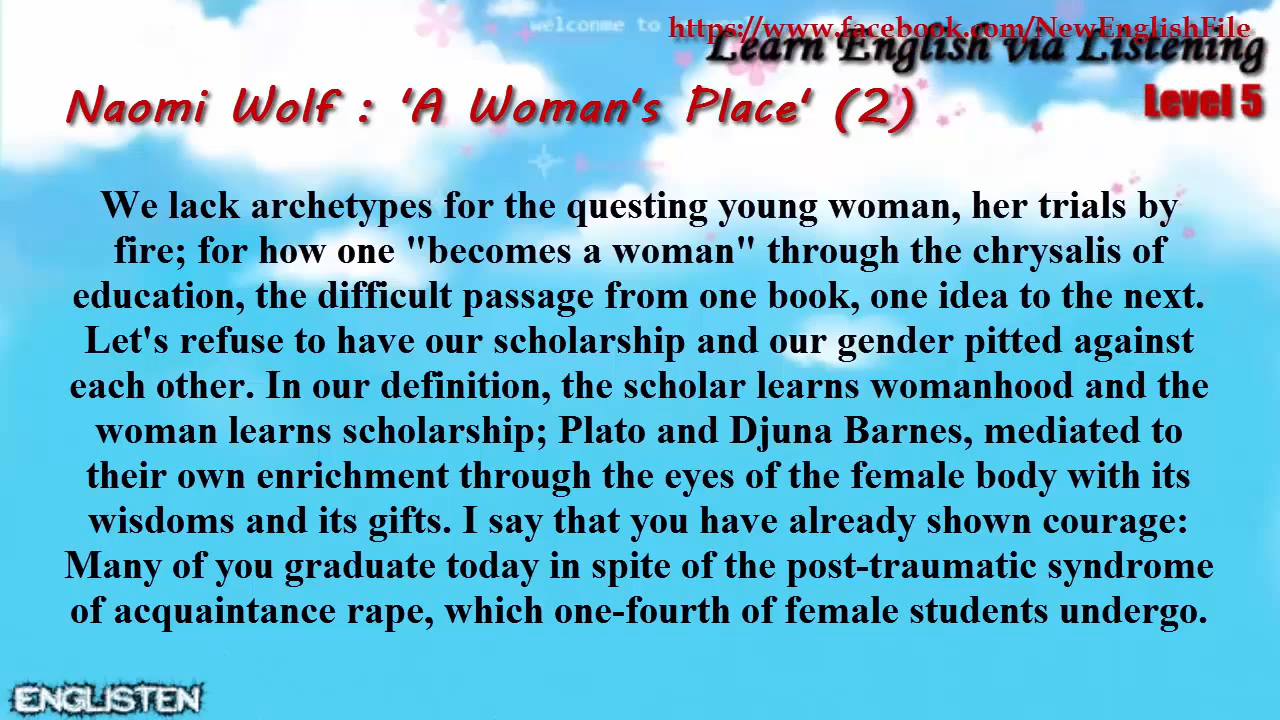 welconme to
https://www.facebook.com/NewEnglishFile
Learn English via Listening
Naomi Wolf : 'A Woman's Place' (2)
Level 5
We lack archetypes for the questing young woman, her trials by
fire; for how one "becomes a woman" through the chrysalis of
education, the difficult passage from one book, one idea to the next.
Let's refuse to have our scholarship and our gender pitted against
each other. In our definition, the scholar learns womanhood and the
woman learns scholarship; Plato and Djuna Barnes, mediated to
their own enrichment through the eyes of the female body with its
wisdoms and its gifts. I say that you have already shown courage:
Many of you graduate today in spite of the post-traumatic syndrome
of acquaintance rape, which one-fourth of female students undergo.
ENGLISTEN